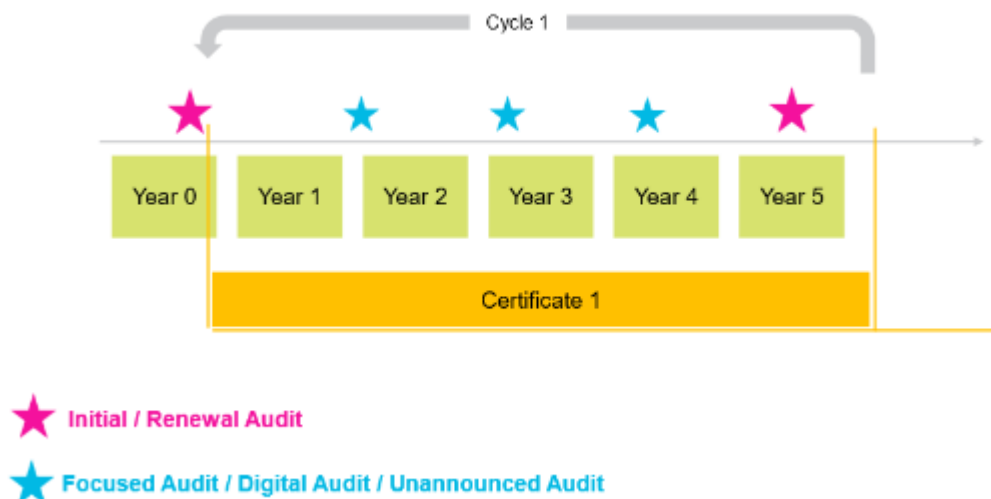 Cycle 1
Year 0
Year 1
Year 2
Year 3
Year 4
Year 5
Certificate 1
Initial / Renewal Audit
Focused Audit / Digital Audit / Unannounced Audit